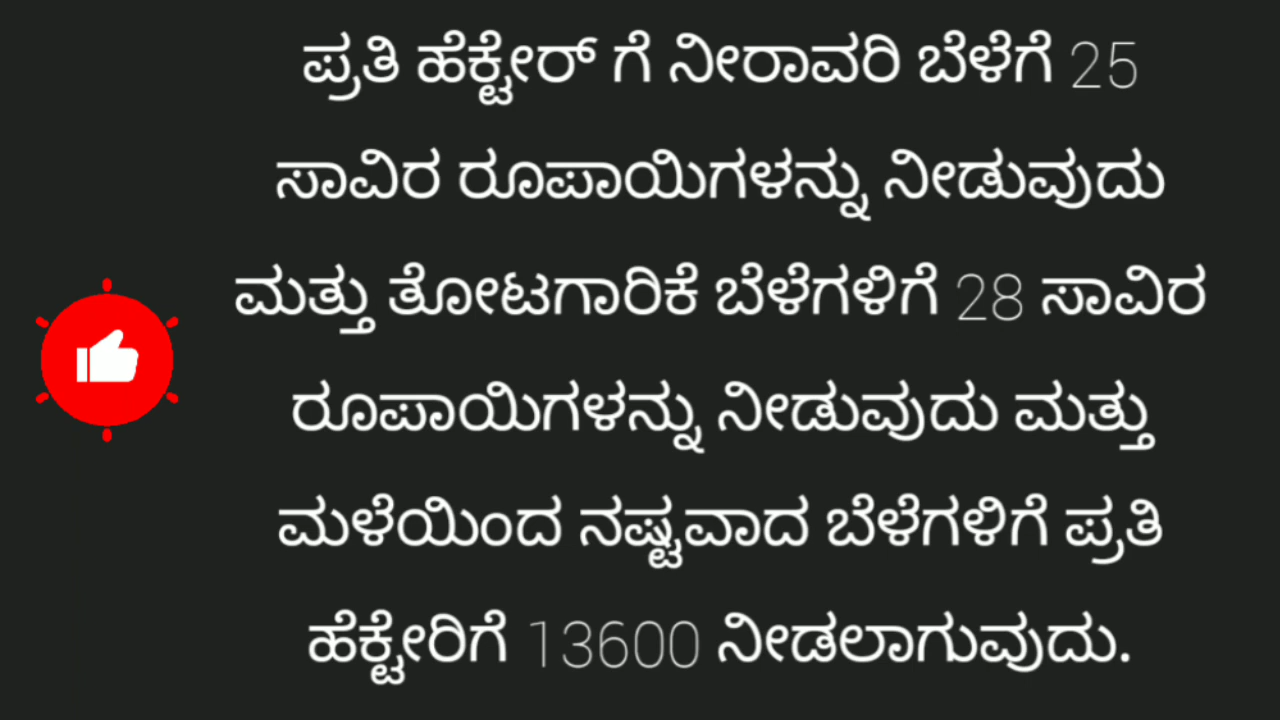 ಪ್ರತಿ ಹೆಕ್ಟೇರ್ ಗೆ ನೀರಾವರಿ ಬೆಳೆಗೆ 25
ಸಾವಿರ ರೂಪಾಯಿಗಳನ್ನು ನೀಡುವುದು
ಮತ್ತು ತೋಟಗಾರಿಕೆ ಬೆಳೆಗಳಿಗೆ 28 ಸಾವಿರ
ರೂಪಾಯಿಗಳನ್ನು ನೀಡುವುದು ಮತ್ತು
ಮಳೆಯಿಂದ ನಷ್ಟವಾದ ಬೆಳೆಗಳಿಗೆ ಪ್ರತಿ
ಹೆಕ್ಟೇರಿಗೆ 13600 ನೀಡಲಾಗುವುದು.